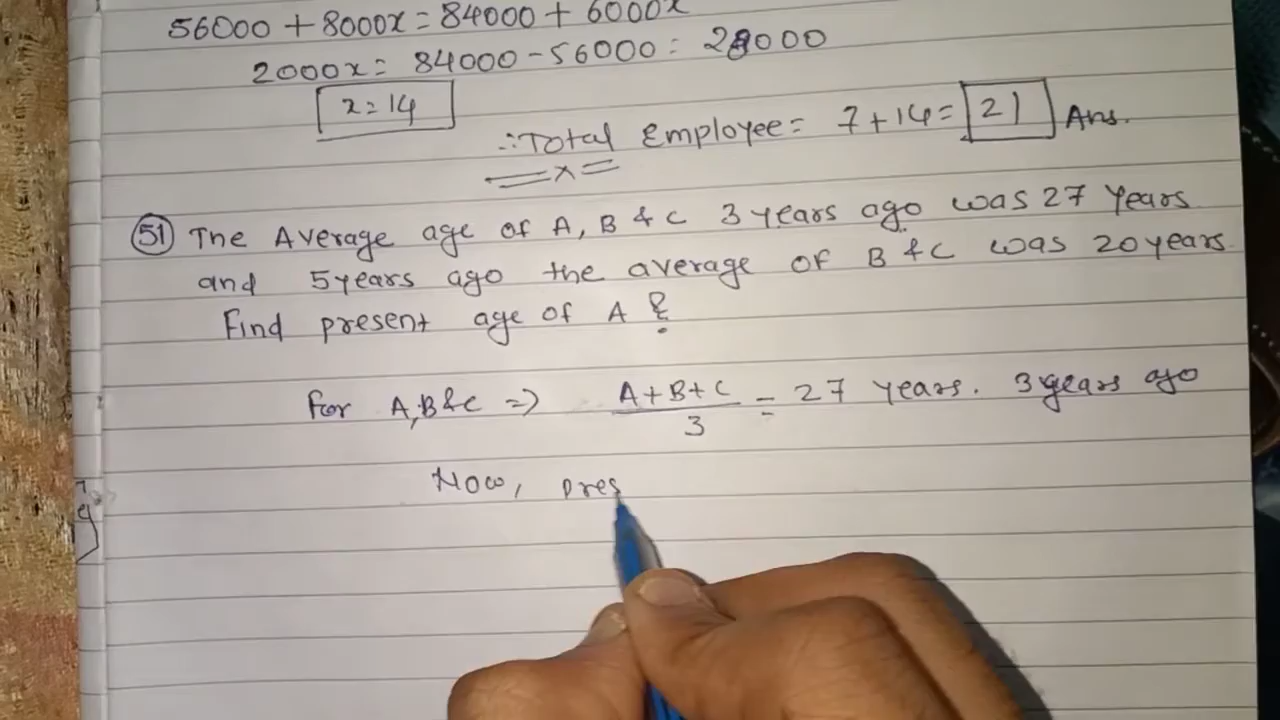 56000 + 8000x = 84000 + 6000x
2000x = 84000 - 56000 = 28000
x = 14
∴ Total Employee = 7 + 14 = 21 Ans.
= x =
51 The Average age of A, B & C 3 years ago was 27 Years
and 5 years ago the average of B & C was 20 years.
Find present age of A ?
For A, B & C => A + B + C / 3 = 27 years. 3 years ago
Now, pres